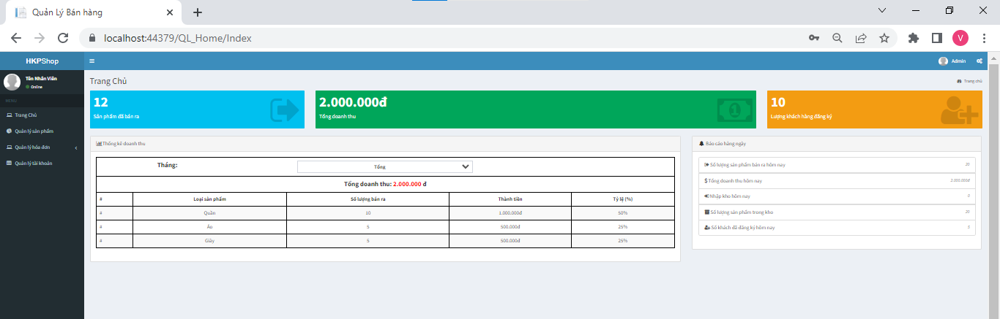 Quản Lý Bán hàng
localhost:44379/QL_Home/Index
V
HKPShop
Admin
Tên Nhân Viên
Online
MENU
Trang Chủ
Quản lý sản phẩm
Quản lý hóa đơn
Quản lý tài khoản
Trang Chủ
Trang chủ
12
Sản phẩm đã bán ra
2.000.000đ
Tổng doanh thu
10
Lượng khách hàng đăng ký
Thống kê doanh thu
Tháng: Tổng
Tổng doanh thu: 2.000.000 đ
# Loại sản phẩm Số lượng bán ra Thành tiền Tỷ lệ (%)
# Quần 10 1.000.000đ 50%
# Áo 5 500.000đ 25%
# Giày 5 500.000đ 25%
Báo cáo hàng ngày
Số lượng sản phẩm bán ra hôm nay 20
Tổng doanh thu hôm nay 2.000.000đ
Nhập kho hôm nay 0
Số lượng sản phẩm trong kho 20
Số khách đã đăng ký hôm nay 5